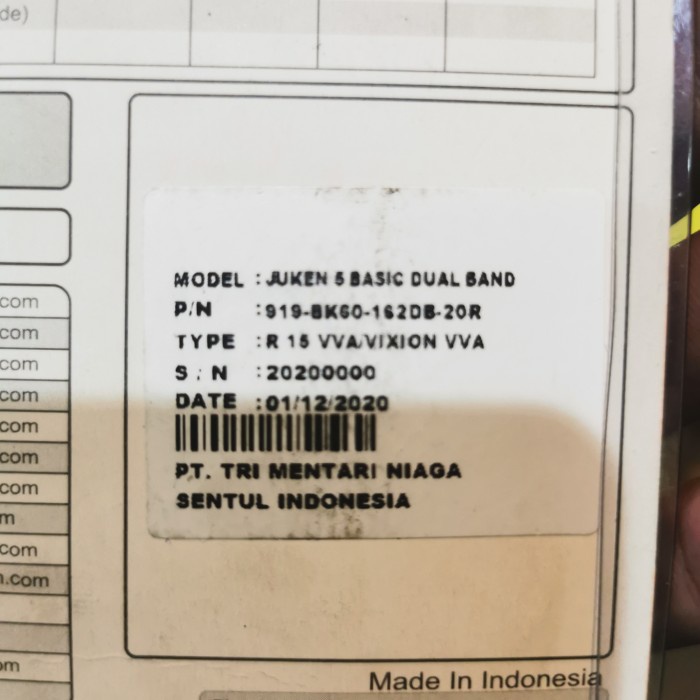 de)
com
com
com
com
com
com
com
m
com
n.com
om
MODEL : JUKEN 5 BASIC DUAL BAND
P/N :919-BK60-162DB-20R
TYPE : R 15 VVA/VIXION VVA
S / N : 20200000
DATE :01/12/2020
PT. TRI MENTARI NIAGA
SENTUL INDONESIA
Made In Indonesia